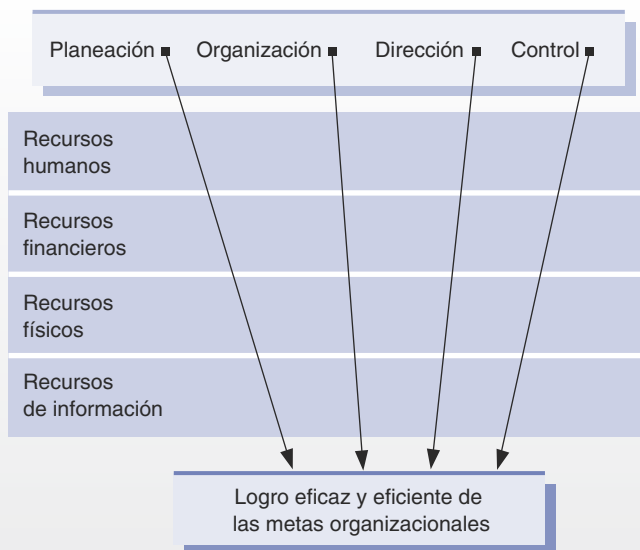 Planeación Organización Dirección Control
Recursos
humanos
Recursos
financieros
Recursos
físicos
Recursos
de información
Logro eficaz y eficiente de
las metas organizacionales